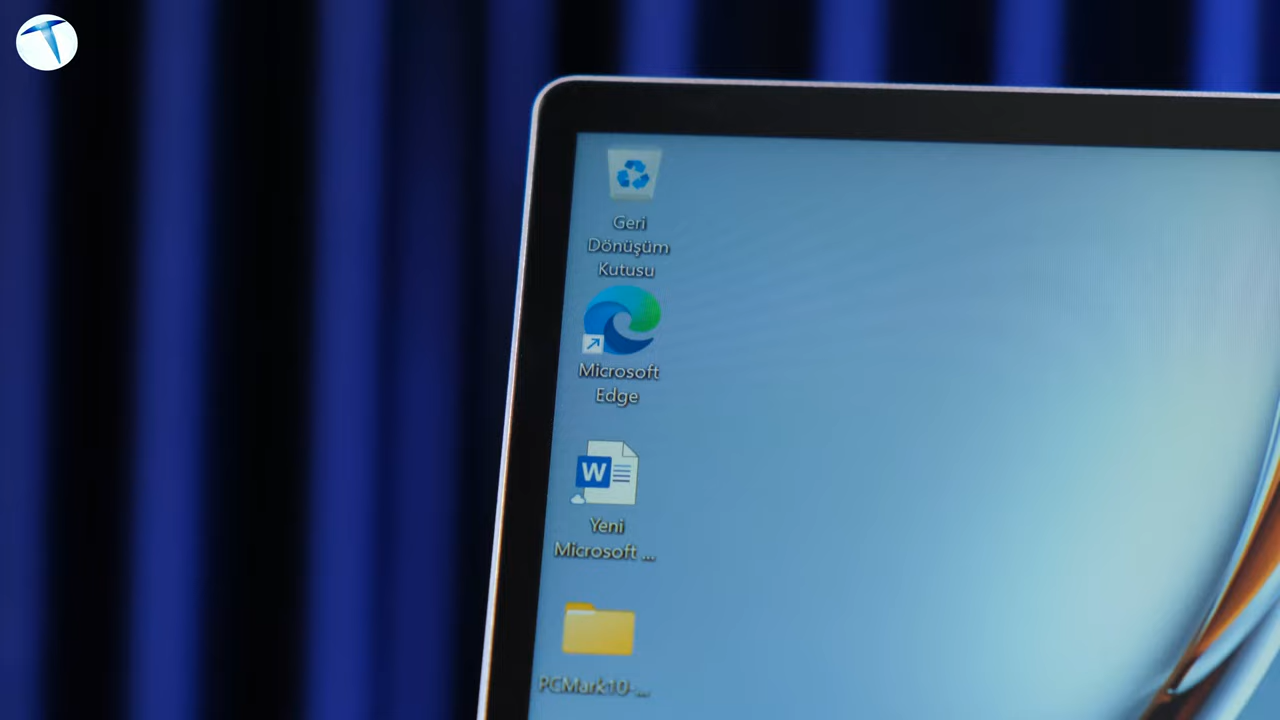 Geri
Dönüşüm
Kutusu
Microsoft
Edge
W
Yeni
Microsoft ...
PCMark10-...